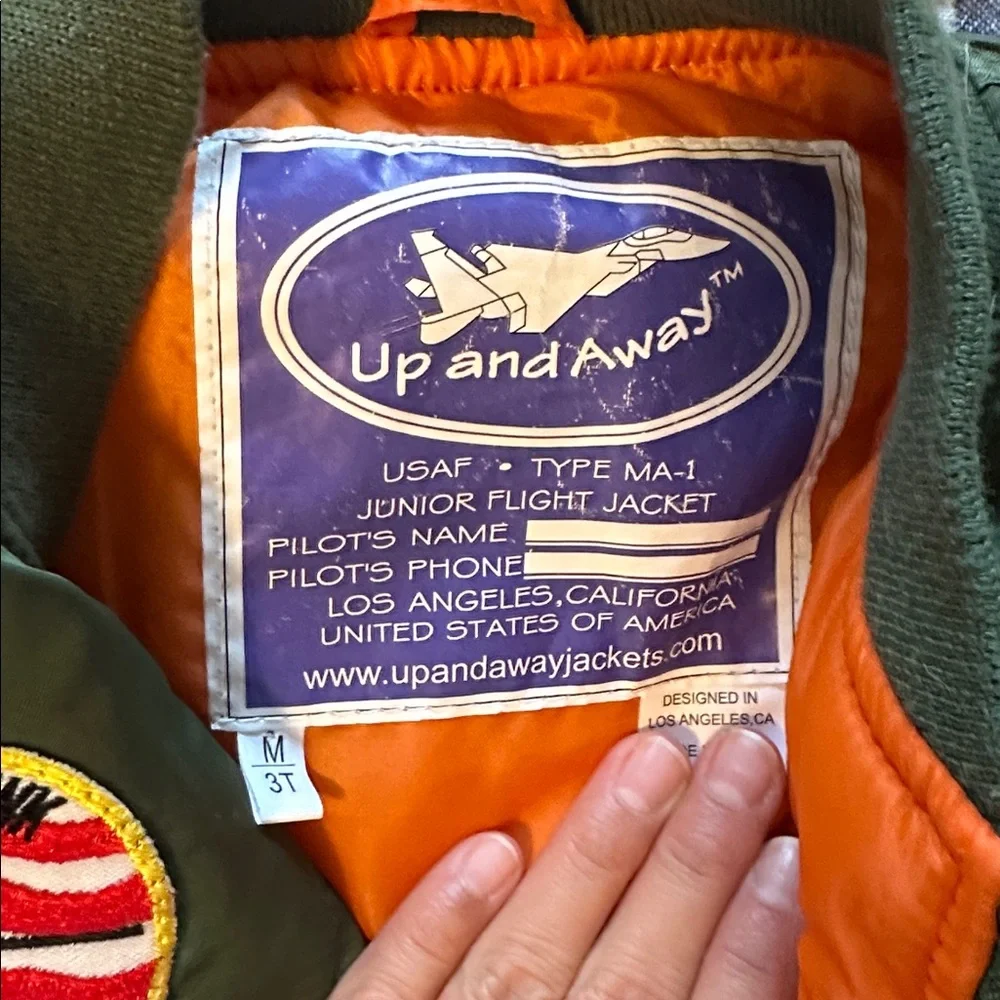 Up and Away™
USAF • TYPE MA-1
JUNIOR FLIGHT JACKET
PILOT'S NAME
PILOT'S PHONE
LOS ANGELES, CALIFORNIA
UNITED STATES OF AMERICA
www.upandawayjackets.com
DESIGNED IN
LOS ANGELES, CA
M
3T